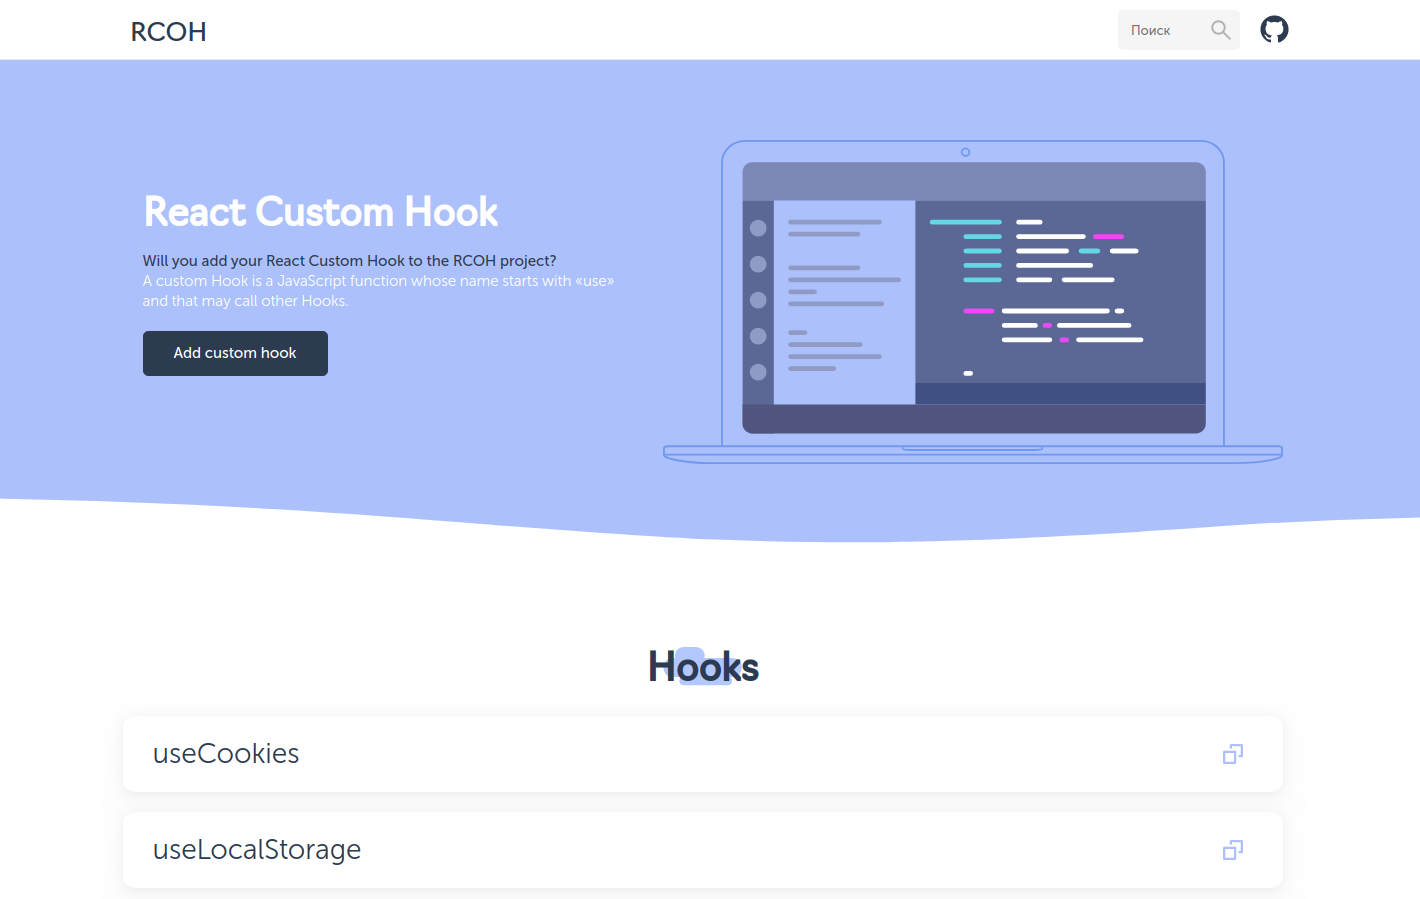 RCOH
Поиск
React Custom Hook
Will you add your React Custom Hook to the RCOH project?
A custom Hook is a JavaScript function whose name starts with «use»
and that may call other Hooks.
Add custom hook
Hooks
useCookies
useLocalStorage